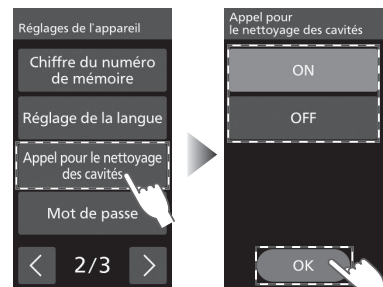 Réglages de l'appareil
Chiffre du numéro
de mémoire
Réglage de la langue
Appel pour le nettoyage
des cavités
Mot de passe
< 2/3 >
Appel pour
le nettoyage des cavités
ON
OFF
OK